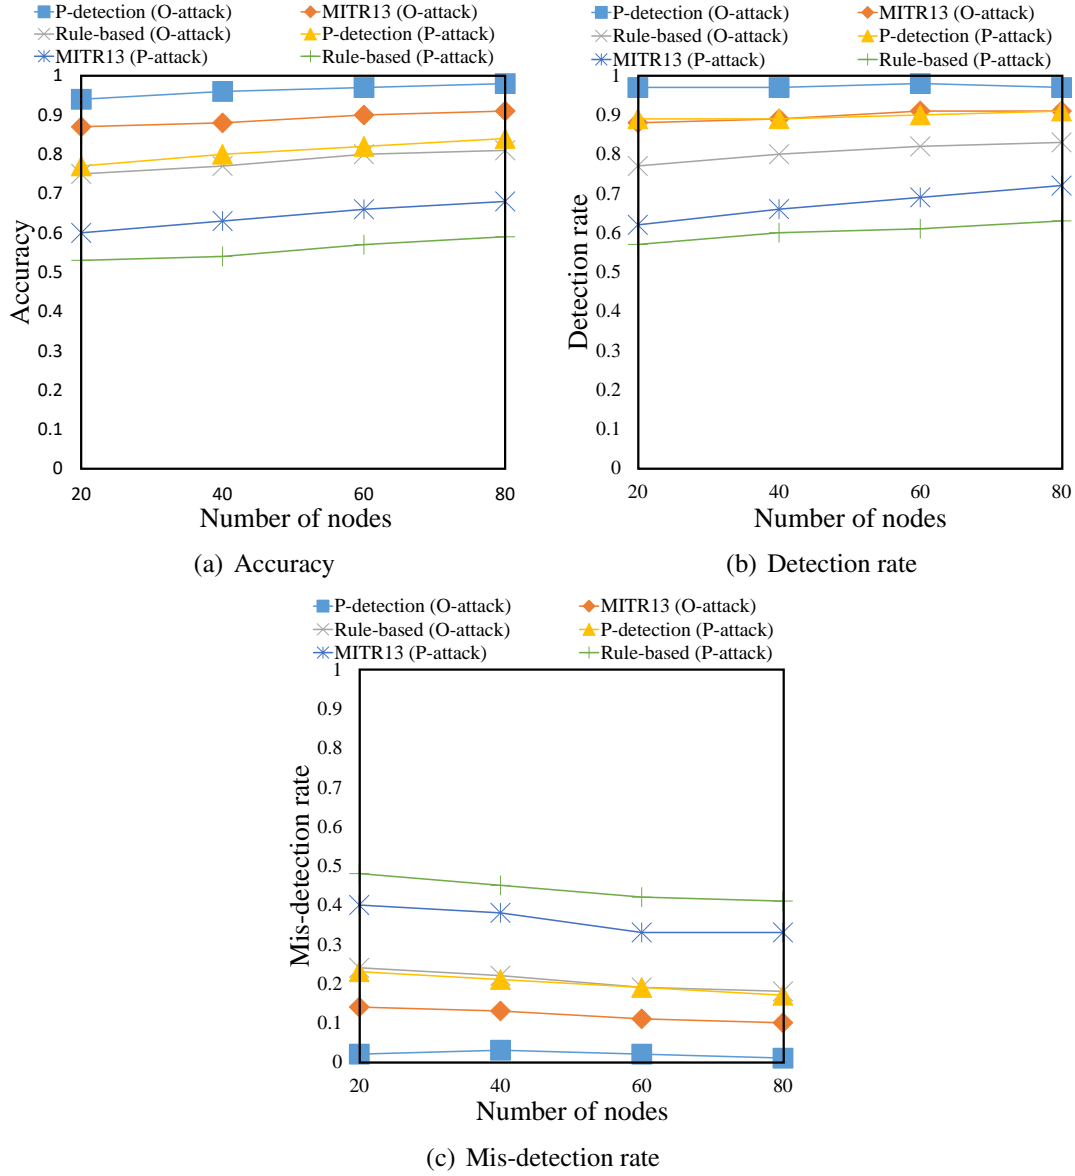 P-detection (O-attack) MITR13 (O-attack)
Rule-based (O-attack) P-detection (P-attack)
MITR13 (P-attack) Rule-based (P-attack)
1
0.9
0.8
0.7
0.6
0.5
0.4
0.3
0.2
0.1
0
Accuracy
20 40 60 80
Number of nodes
(a) Accuracy
P-detection (O-attack) MITR13 (O-attack)
Rule-based (O-attack) P-detection (P-attack)
MITR13 (P-attack) Rule-based (P-attack)
1
0.9
0.8
0.7
0.6
0.5
0.4
0.3
0.2
0.1
0
Detection rate
20 40 60 80
Number of nodes
(b) Detection rate
P-detection (O-attack) MITR13 (O-attack)
Rule-based (O-attack) P-detection (P-attack)
MITR13 (P-attack) Rule-based (P-attack)
1
0.9
0.8
0.7
0.6
0.5
0.4
0.3
0.2
0.1
0
Mis-detection rate
20 40 60 80
Number of nodes
(c) Mis-detection rate